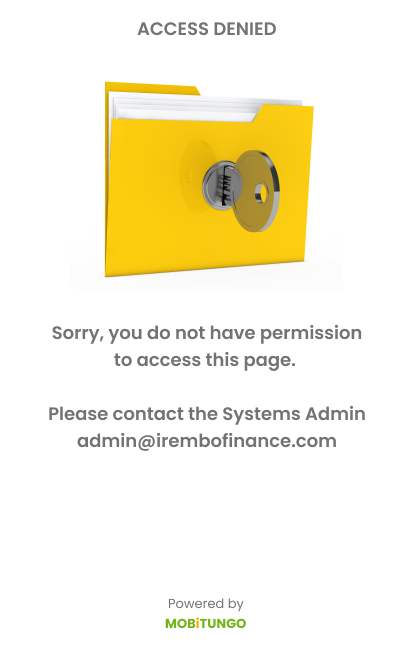 ACCESS DENIED
Sorry, you do not have permission
to access this page.
Please contact the Systems Admin
admin@irembofinance.com
Powered by
MOBiTUNGO